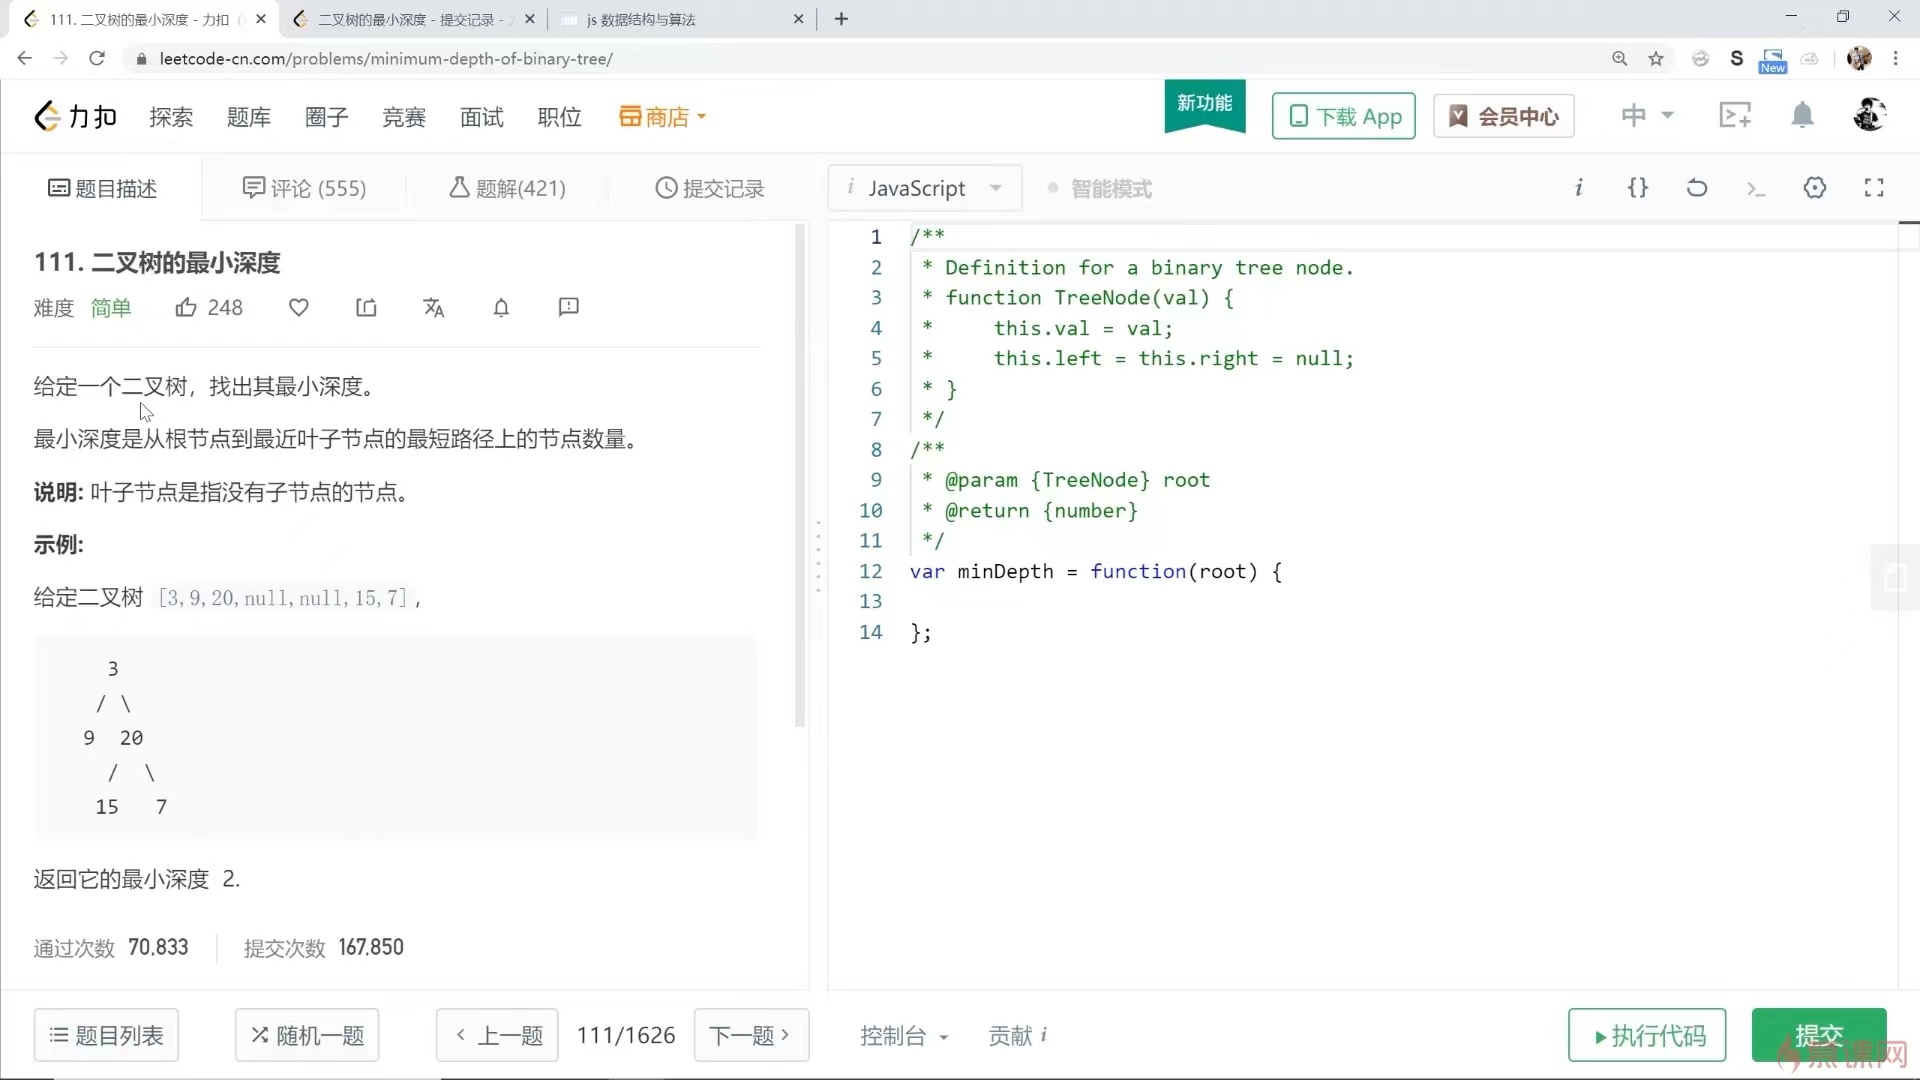 111. 二叉树的最小深度 - 力扣
二叉树的最小深度 - 提交记录 -
js 数据结构与算法
leetcode-cn.com/problems/minimum-depth-of-binary-tree/
S
New
力扣
探索
题库
圈子
竞赛
面试
职位
商店
新功能
下载 App
会员中心
中
题目描述
评论 (555)
题解(421)
提交记录
i JavaScript
智能模式
i
{}
>_
111. 二叉树的最小深度
难度 简单 248
给定一个二叉树，找出其最小深度。
最小深度是从根节点到最近叶子节点的最短路径上的节点数量。
说明: 叶子节点是指没有子节点的节点。
示例:
给定二叉树 [3,9,20,null,null,15,7],
3
/ \
9 20
/ \
15 7
返回它的最小深度 2.
通过次数 70,833 提交次数 167,850
1 /**
2 * Definition for a binary tree node.
3 * function TreeNode(val) {
4 * this.val = val;
5 * this.left = this.right = null;
6 * }
7 */
8 /**
9 * @param {TreeNode} root
10 * @return {number}
11 */
12 var minDepth = function(root) {
13
14 };
题目列表
随机一题
上一题
111/1626
下一题
控制台
贡献 i
执行代码
提交
慕课网